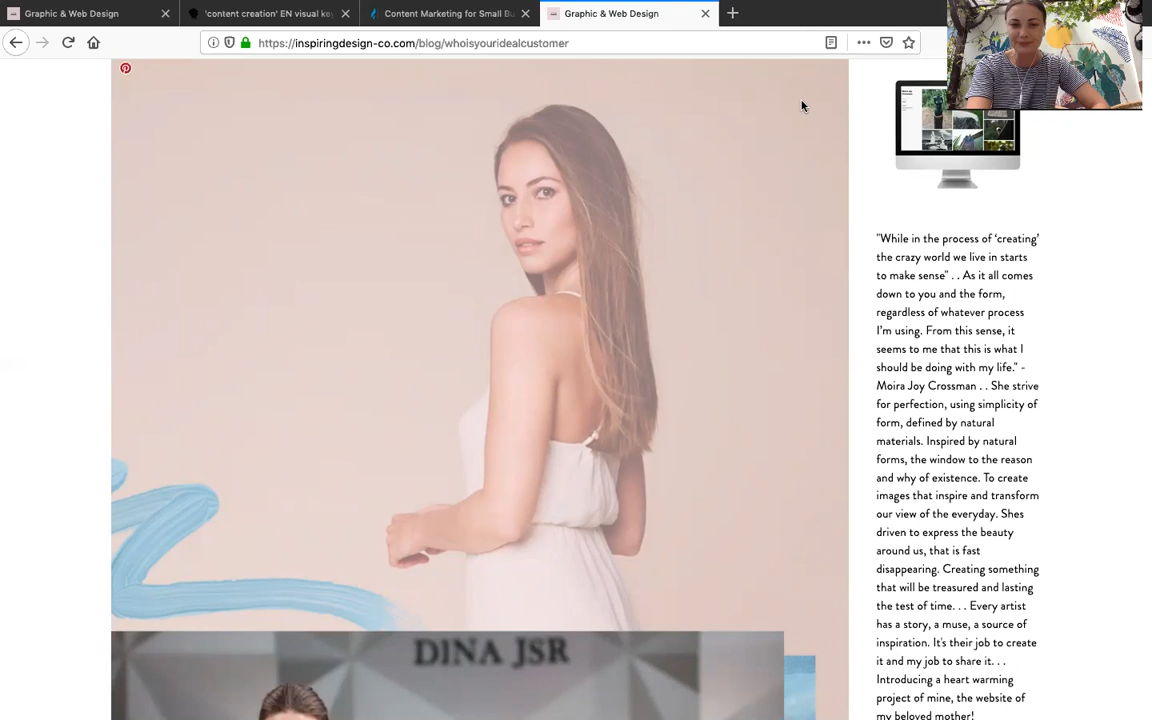 Graphic & Web Design
'content creation' EN visual key
Content Marketing for Small Bu
Graphic & Web Design
https://inspiringdesign-co.com/blog/whoisyouridealcustomer
"While in the process of ‘creating’
the crazy world we live in starts
to make sense" . . As it all comes
down to you and the form,
regardless of whatever process
I’m using. From this sense, it
seems to me that this is what I
should be doing with my life." -
Moira Joy Crossman . . She strive
for perfection, using simplicity of
form, defined by natural
materials. Inspired by natural
forms, the window to the reason
and why of existence. To create
images that inspire and transform
our view of the everyday. Shes
driven to express the beauty
around us, that is fast
disappearing. Creating something
that will be treasured and lasting
the test of time. . . Every artist
has a story, a muse, a source of
inspiration. It's their job to create
it and my job to share it. . .
Introducing a heart warming
project of mine, the website of
my beloved mother!
DINA JSR